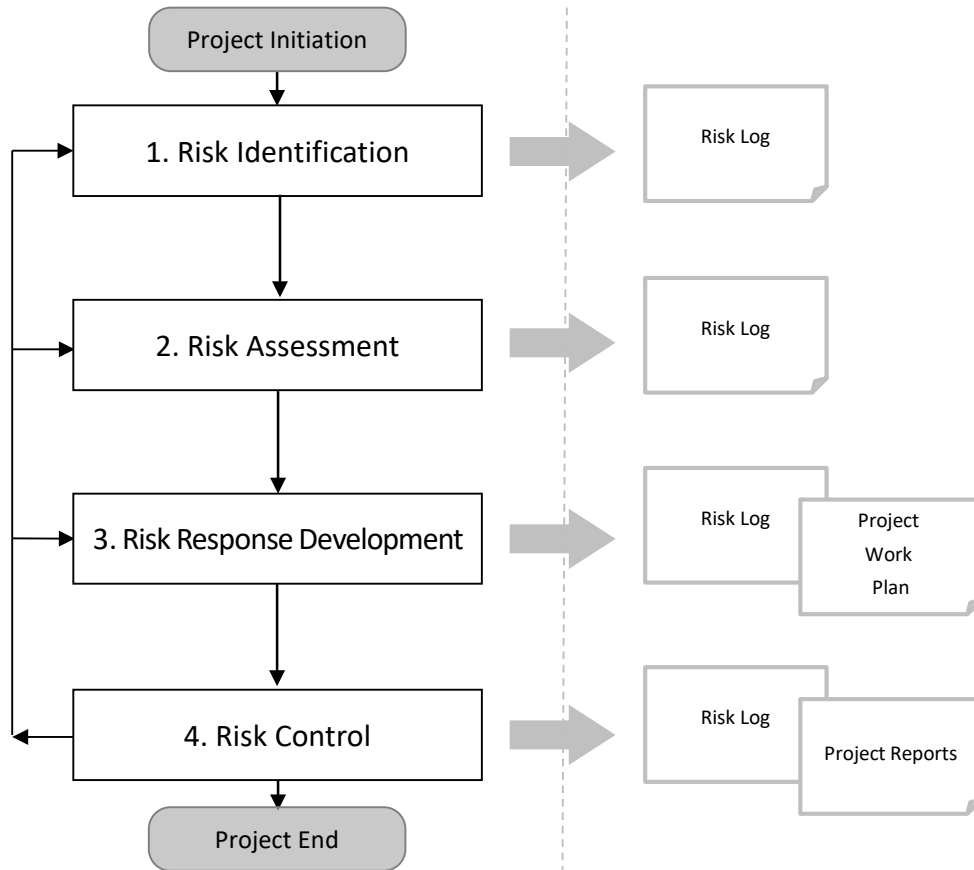 Project Initiation
1. Risk Identification
Risk Log
2. Risk Assessment
Risk Log
3. Risk Response Development
Risk Log
Project
Work
Plan
4. Risk Control
Risk Log
Project Reports
Project End